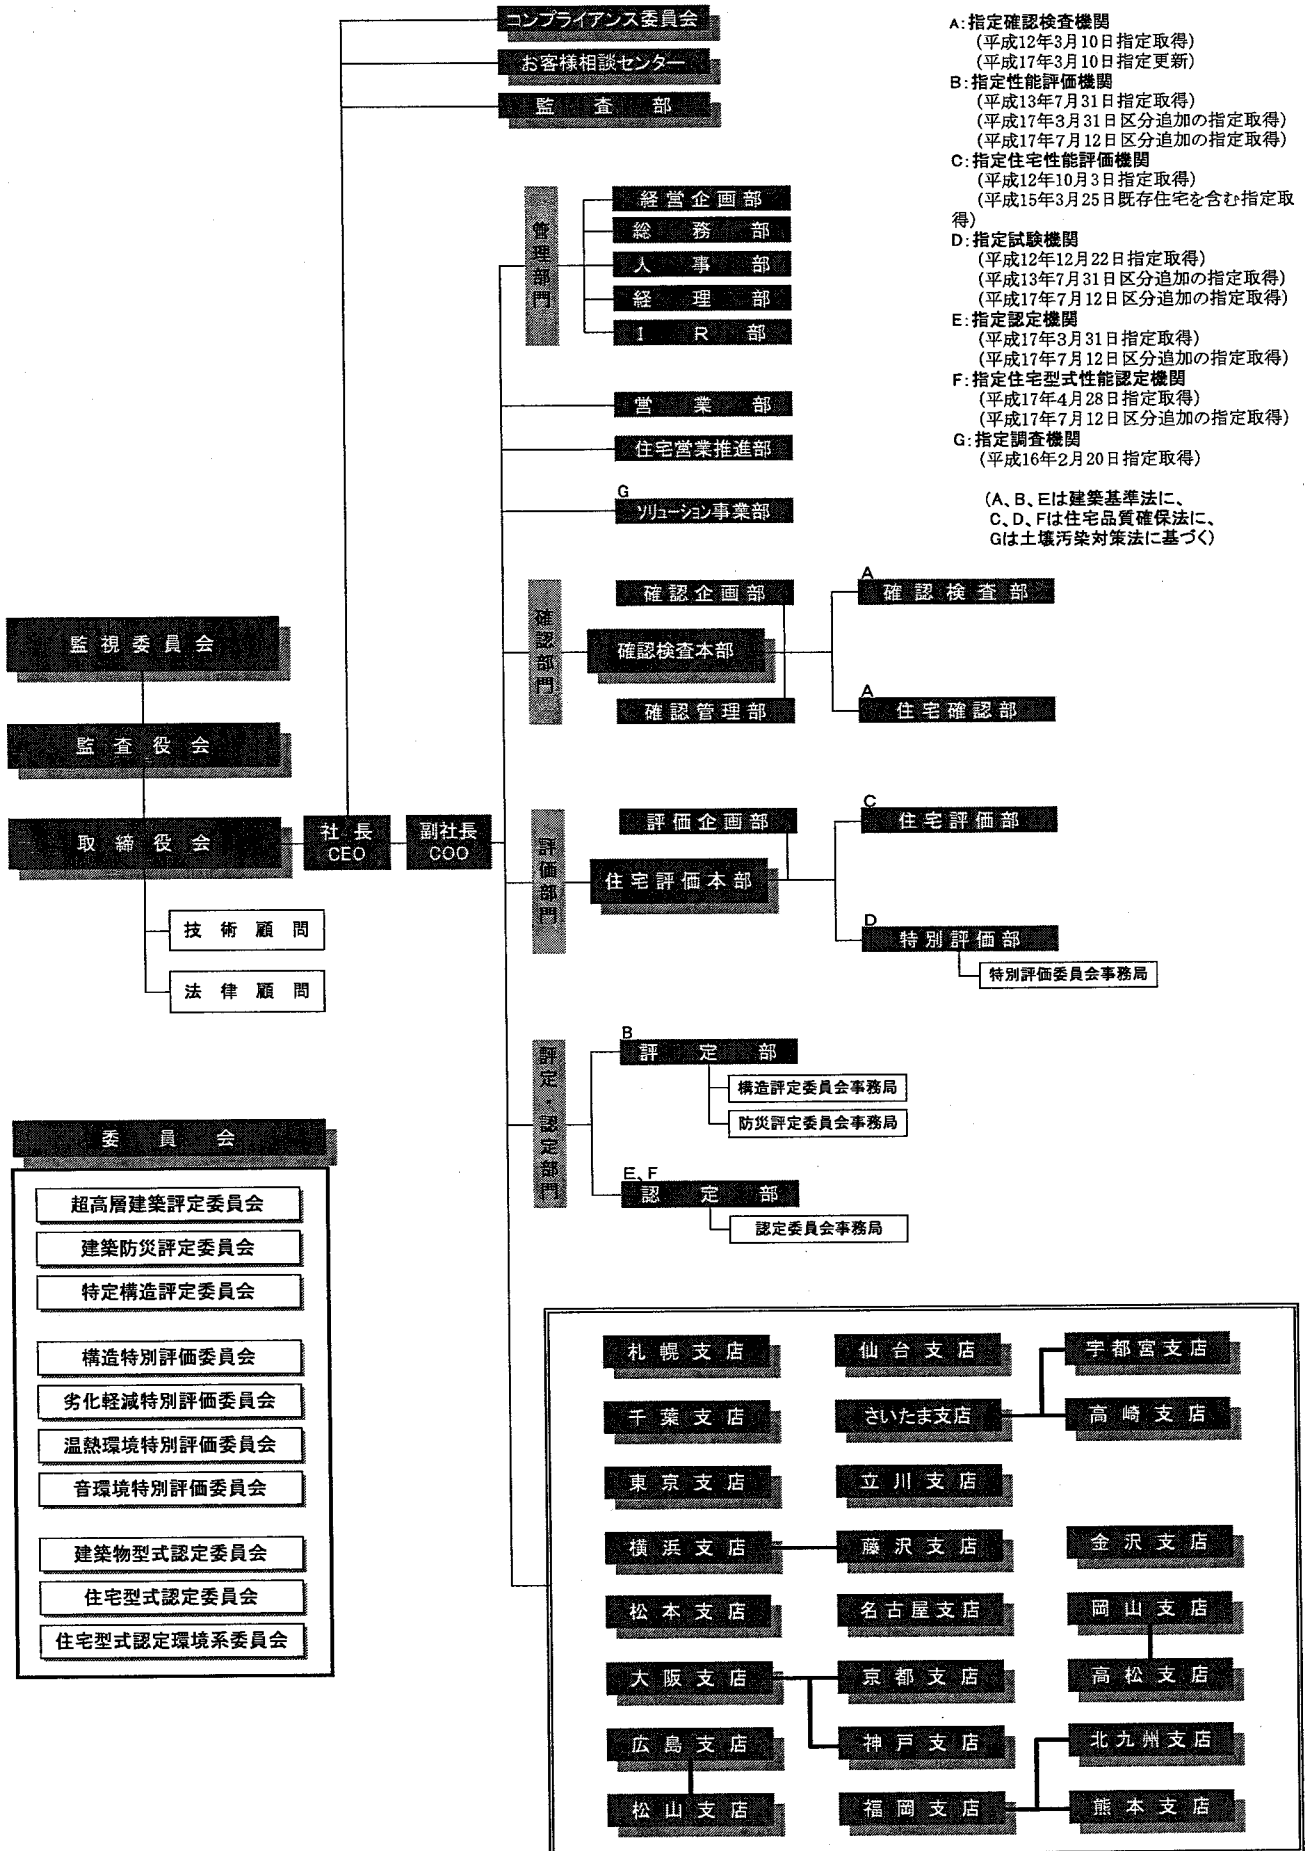 コンプライアンス委員会
お客様相談センター
監査部
A:指定確認検査機関
(平成12年3月10日指定取得)
(平成17年3月10日指定更新)
B:指定性能評価機関
(平成13年7月31日指定取得)
(平成17年3月31日区分追加の指定取得)
(平成17年7月12日区分追加の指定取得)
C:指定住宅性能評価機関
(平成12年10月3日指定取得)
(平成15年3月25日既存住宅を含む指定取
得)
D:指定試験機関
(平成12年12月22日指定取得)
(平成13年7月31日区分追加の指定取得)
(平成17年7月12日区分追加の指定取得)
E:指定認定機関
(平成17年3月31日指定取得)
(平成17年7月12日区分追加の指定取得)
F:指定住宅型式性能認定機関
(平成17年4月28日指定取得)
(平成17年7月12日区分追加の指定取得)
G:指定調査機関
(平成16年2月20日指定取得)
(A、B、Eは建築基準法に、
C、D、Fは住宅品質確保法に、
Gは土壌汚染対策法に基づく)
管理部門
経営企画部
総務部
人事部
経理部
IR部
営業部
住宅営業推進部
G
ソリューション事業部
確認部門
確認企画部
確認検査本部
確認管理部
A
確認検査部
A
住宅確認部
監視委員会
監査役会
取締役会
社長
CEO
副社長
COO
技術顧問
法律顧問
評価部門
評価企画部
住宅評価本部
C
住宅評価部
D
特別評価部
特別評価委員会事務局
評定・認定部門
B
評定部
構造評定委員会事務局
防災評定委員会事務局
E、F
認定部
認定委員会事務局
委員会
超高層建築評定委員会
建築防災評定委員会
特定構造評定委員会
構造特別評価委員会
劣化軽減特別評価委員会
温熱環境特別評価委員会
音環境特別評価委員会
建築物型式認定委員会
住宅型式認定委員会
住宅型式認定環境系委員会
札幌支店
仙台支店
宇都宮支店
千葉支店
さいたま支店
高崎支店
東京支店
立川支店
横浜支店
藤沢支店
金沢支店
松本支店
名古屋支店
岡山支店
大阪支店
京都支店
高松支店
広島支店
神戸支店
北九州支店
松山支店
福岡支店
熊本支店